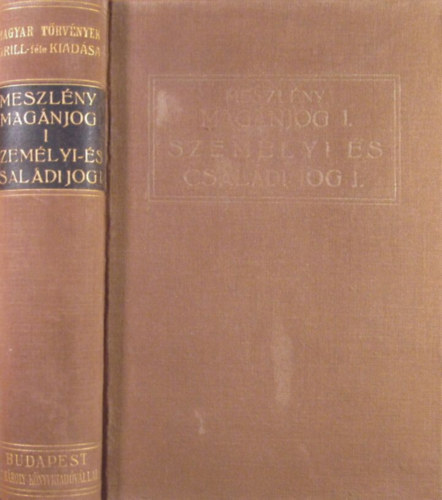 MAGYAR TÖRVÉNYEK
GRILL-féle KIADÁSA
MESZLÉNY
MAGÁNJOG
I
SZEMÉLYI-ÉS
CSALÁDI JOG I
BUDAPEST
MESZLÉNY
MAGÁNJOG I.
SZEMÉLYI-ÉS
CSALÁDI-JOG-I.